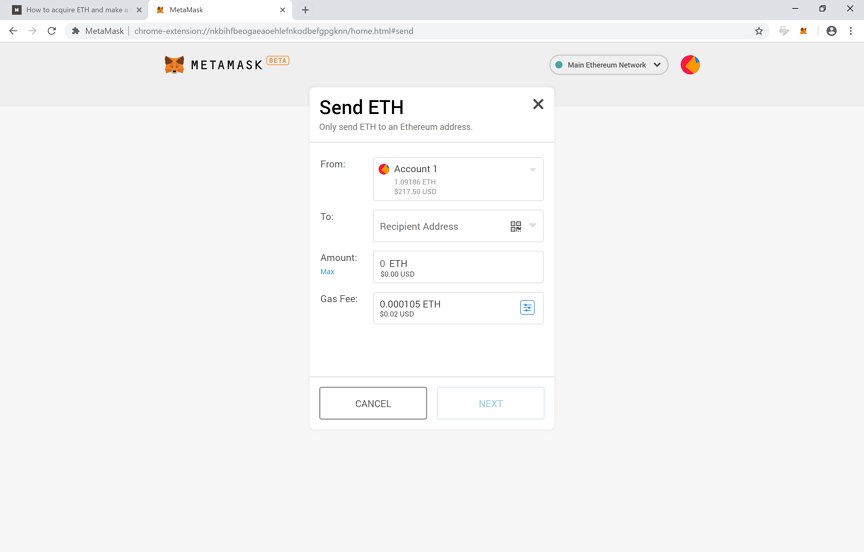 How to acquire ETH and make a
MetaMask
MetaMask
chrome-extension://nkbihfbeogaeaoehlefnkodbefgpgknn/home.html#send
METAMASK BETA
Main Ethereum Network
Send ETH
Only send ETH to an Ethereum address.
From:
Account 1
1.09186 ETH
$217.50 USD
To:
Recipient Address
Amount:
Max
0 ETH
$0.00 USD
Gas Fee:
0.000105 ETH
$0.02 USD
CANCEL
NEXT